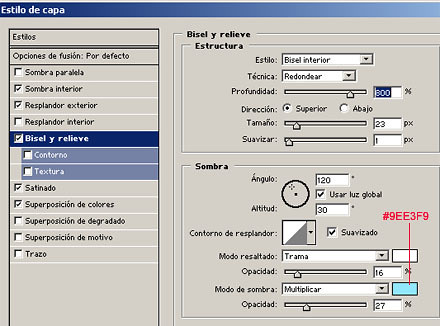 Estilo de capa
Estilos
Opciones de fusión: Por defecto
Sombra paralela
Sombra interior
Resplandor exterior
Resplandor interior
Bisel y relieve
Contorno
Textura
Satinado
Superposición de colores
Superposición de degradado
Superposición de motivo
Trazo
Bisel y relieve
Estructura
Estilo: Bisel interior
Técnica: Redondear
Profundidad: 800 %
Dirección: Superior Abajo
Tamaño: 23 px
Suavizar: 1 px
Sombra
Ángulo: 120 °
Usar luz global
Altitud: 30 °
#9EE3F9
Contorno de resplandor: Suavizado
Modo resaltado: Trama
Opacidad: 16 %
Modo de sombra: Multiplicar
Opacidad: 27 %